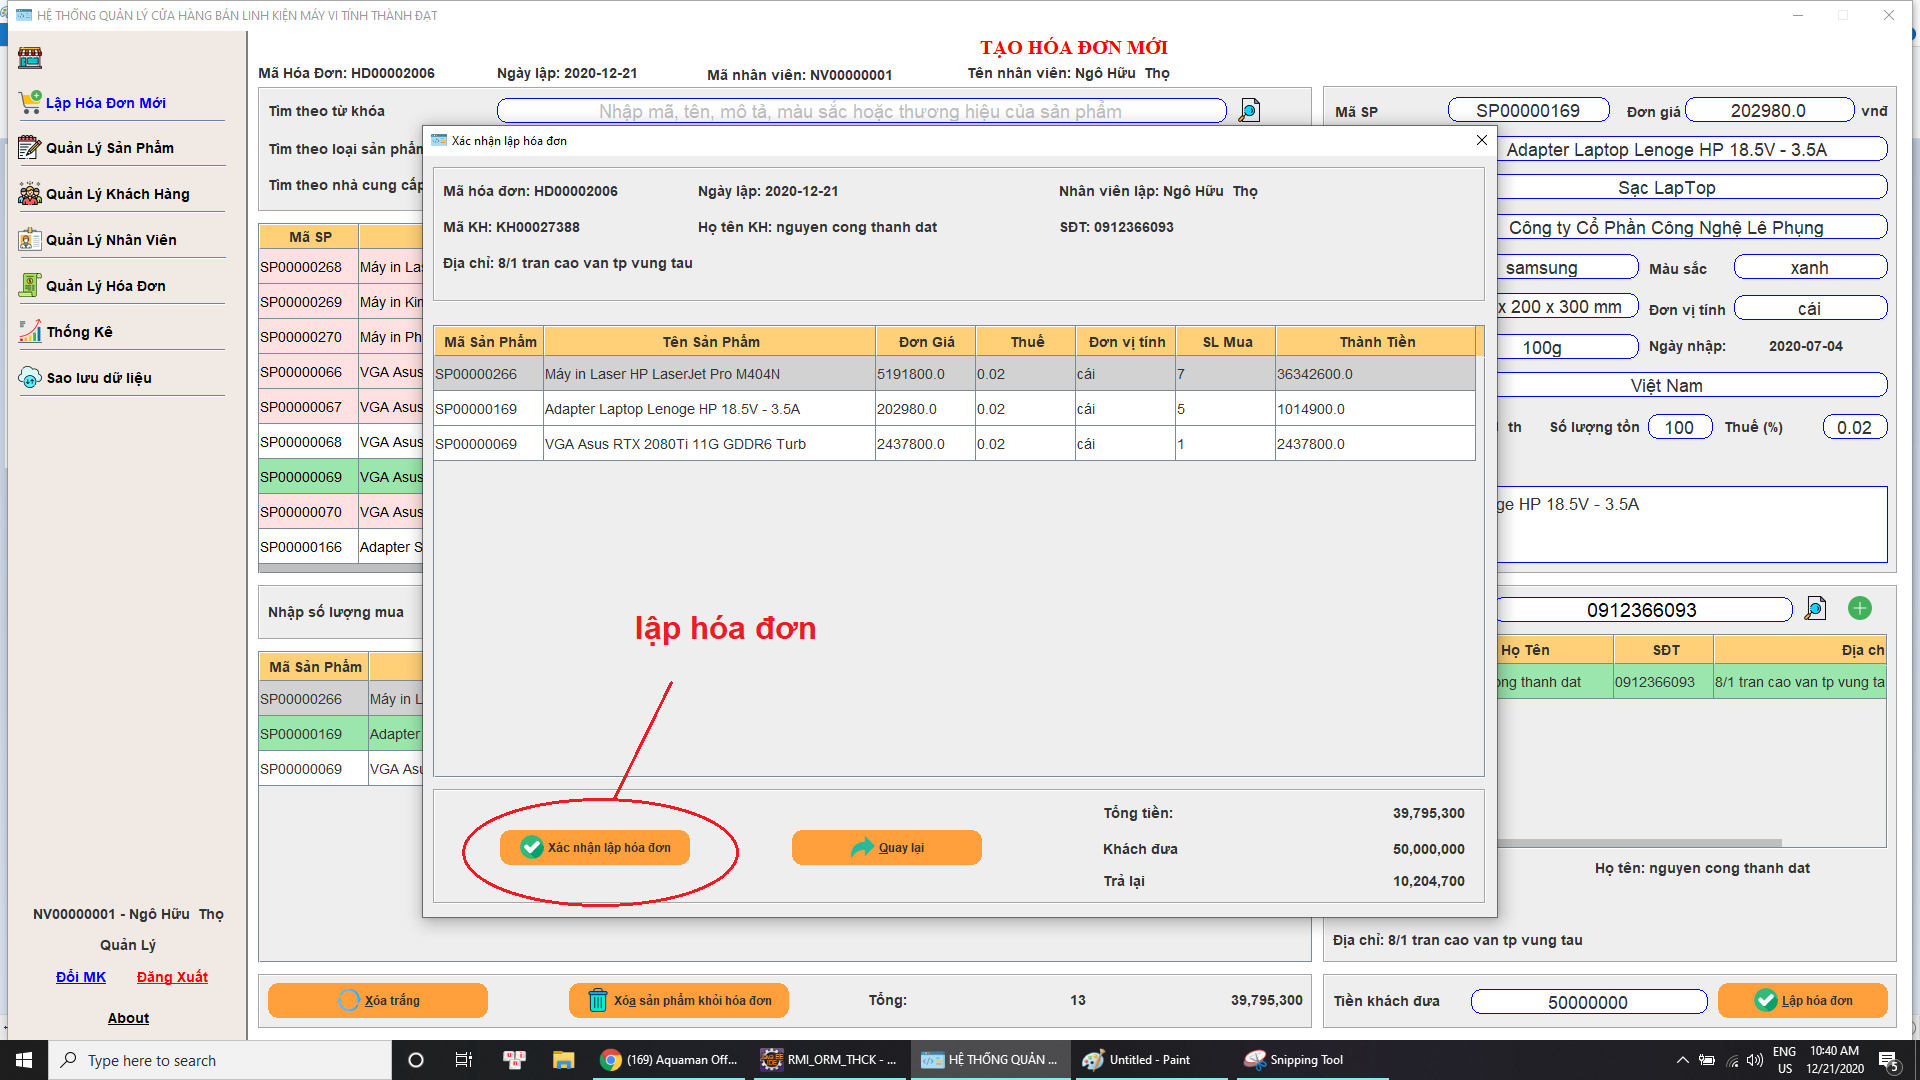 HỆ THỐNG QUẢN LÝ CỬA HÀNG BÁN LINH KIỆN MÁY VI TÍNH THÀNH ĐẠT
TẠO HÓA ĐƠN MỚI
Mã Hóa Đơn: HD00002006 Ngày lập: 2020-12-21 Mã nhân viên: NV00000001 Tên nhân viên: Ngô Hữu Thọ
Lập Hóa Đơn Mới
Quản Lý Sản Phẩm
Quản Lý Khách Hàng
Quản Lý Nhân Viên
Quản Lý Hóa Đơn
Thống Kê
Sao lưu dữ liệu
NV00000001 - Ngô Hữu Thọ
Quản Lý
Đổi MK Đăng Xuất
About
Tìm theo từ khóa Nhập mã, tên, mô tả, màu sắc hoặc thương hiệu của sản phẩm
Tìm theo loại sản phẩm
Tìm theo nhà cung cấp
Mã SP
SP00000268 Máy in Las
SP00000269 Máy in Kim
SP00000270 Máy in Ph
SP00000066 VGA Asus
SP00000067 VGA Asus
SP00000068 VGA Asus
SP00000069 VGA Asus
SP00000070 VGA Asus
SP00000166 Adapter S
Nhập số lượng mua
Mã Sản Phẩm
SP00000266 Máy in L
SP00000169 Adapter
SP00000069 VGA Asu
Xóa trắng Xóa sản phẩm khỏi hóa đơn Tổng: 13 39,795,300
Xác nhận lập hóa đơn
Mã hóa đơn: HD00002006 Ngày lập: 2020-12-21 Nhân viên lập: Ngô Hữu Thọ
Mã KH: KH00027388 Họ tên KH: nguyen cong thanh dat SĐT: 0912366093
Địa chỉ: 8/1 tran cao van tp vung tau
Mã Sản Phẩm Tên Sản Phẩm Đơn Giá Thuế Đơn vị tính SL Mua Thành Tiền
SP00000266 Máy in Laser HP LaserJet Pro M404N 5191800.0 0.02 cái 7 36342600.0
SP00000169 Adapter Laptop Lenoge HP 18.5V - 3.5A 202980.0 0.02 cái 5 1014900.0
SP00000069 VGA Asus RTX 2080Ti 11G GDDR6 Turb 2437800.0 0.02 cái 1 2437800.0
lập hóa đơn
Xác nhận lập hóa đơn Quay lại
Tổng tiền: 39,795,300
Khách đưa 50,000,000
Trả lại 10,204,700
Mã SP SP00000169 Đơn giá 202980.0 vnđ
Adapter Laptop Lenoge HP 18.5V - 3.5A
Sạc LapTop
Công ty Cổ Phần Công Nghệ Lê Phụng
samsung Màu sắc xanh
x 200 x 300 mm Đơn vị tính cái
100g Ngày nhập: 2020-07-04
Việt Nam
th Số lượng tồn 100 Thuế (%) 0.02
ge HP 18.5V - 3.5A
0912366093
Họ Tên SĐT Địa ch
ong thanh dat 0912366093 8/1 tran cao van tp vung ta
Họ tên: nguyen cong thanh dat
Địa chỉ: 8/1 tran cao van tp vung tau
Tiền khách đưa 50000000 Lập hóa đơn
Type here to search
(169) Aquaman Off... RMI_ORM_THCK - ... HỆ THỐNG QUẢN ... Untitled - Paint Snipping Tool
ENG
US
10:40 AM
12/21/2020
5